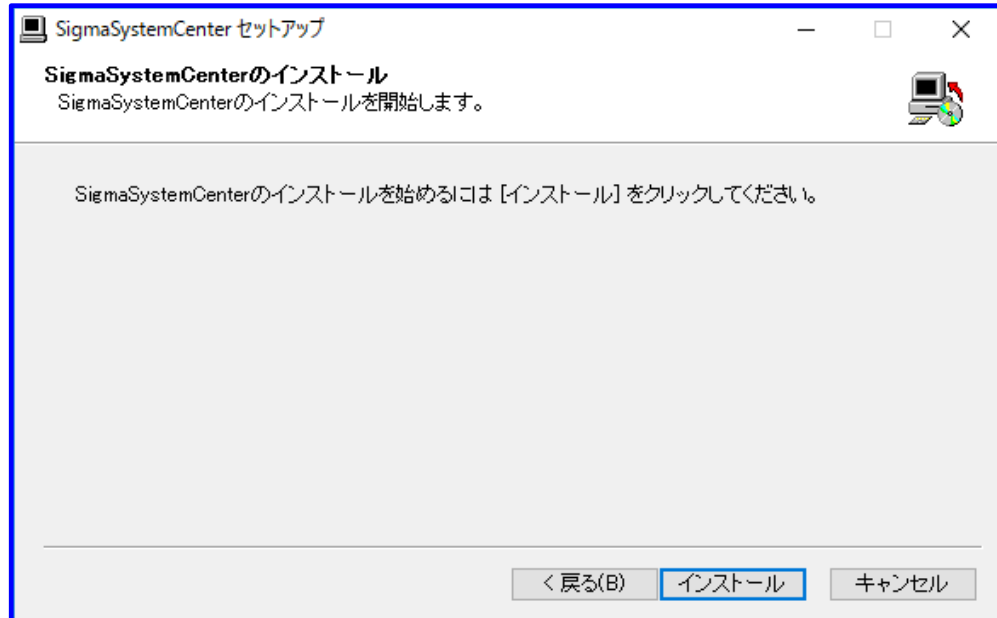 SigmaSystemCenter セットアップ
SigmaSystemCenterのインストール
SigmaSystemCenterのインストールを開始します。
SigmaSystemCenterのインストールを始めるには [インストール] をクリックしてください。
< 戻る(B)
インストール
キャンセル